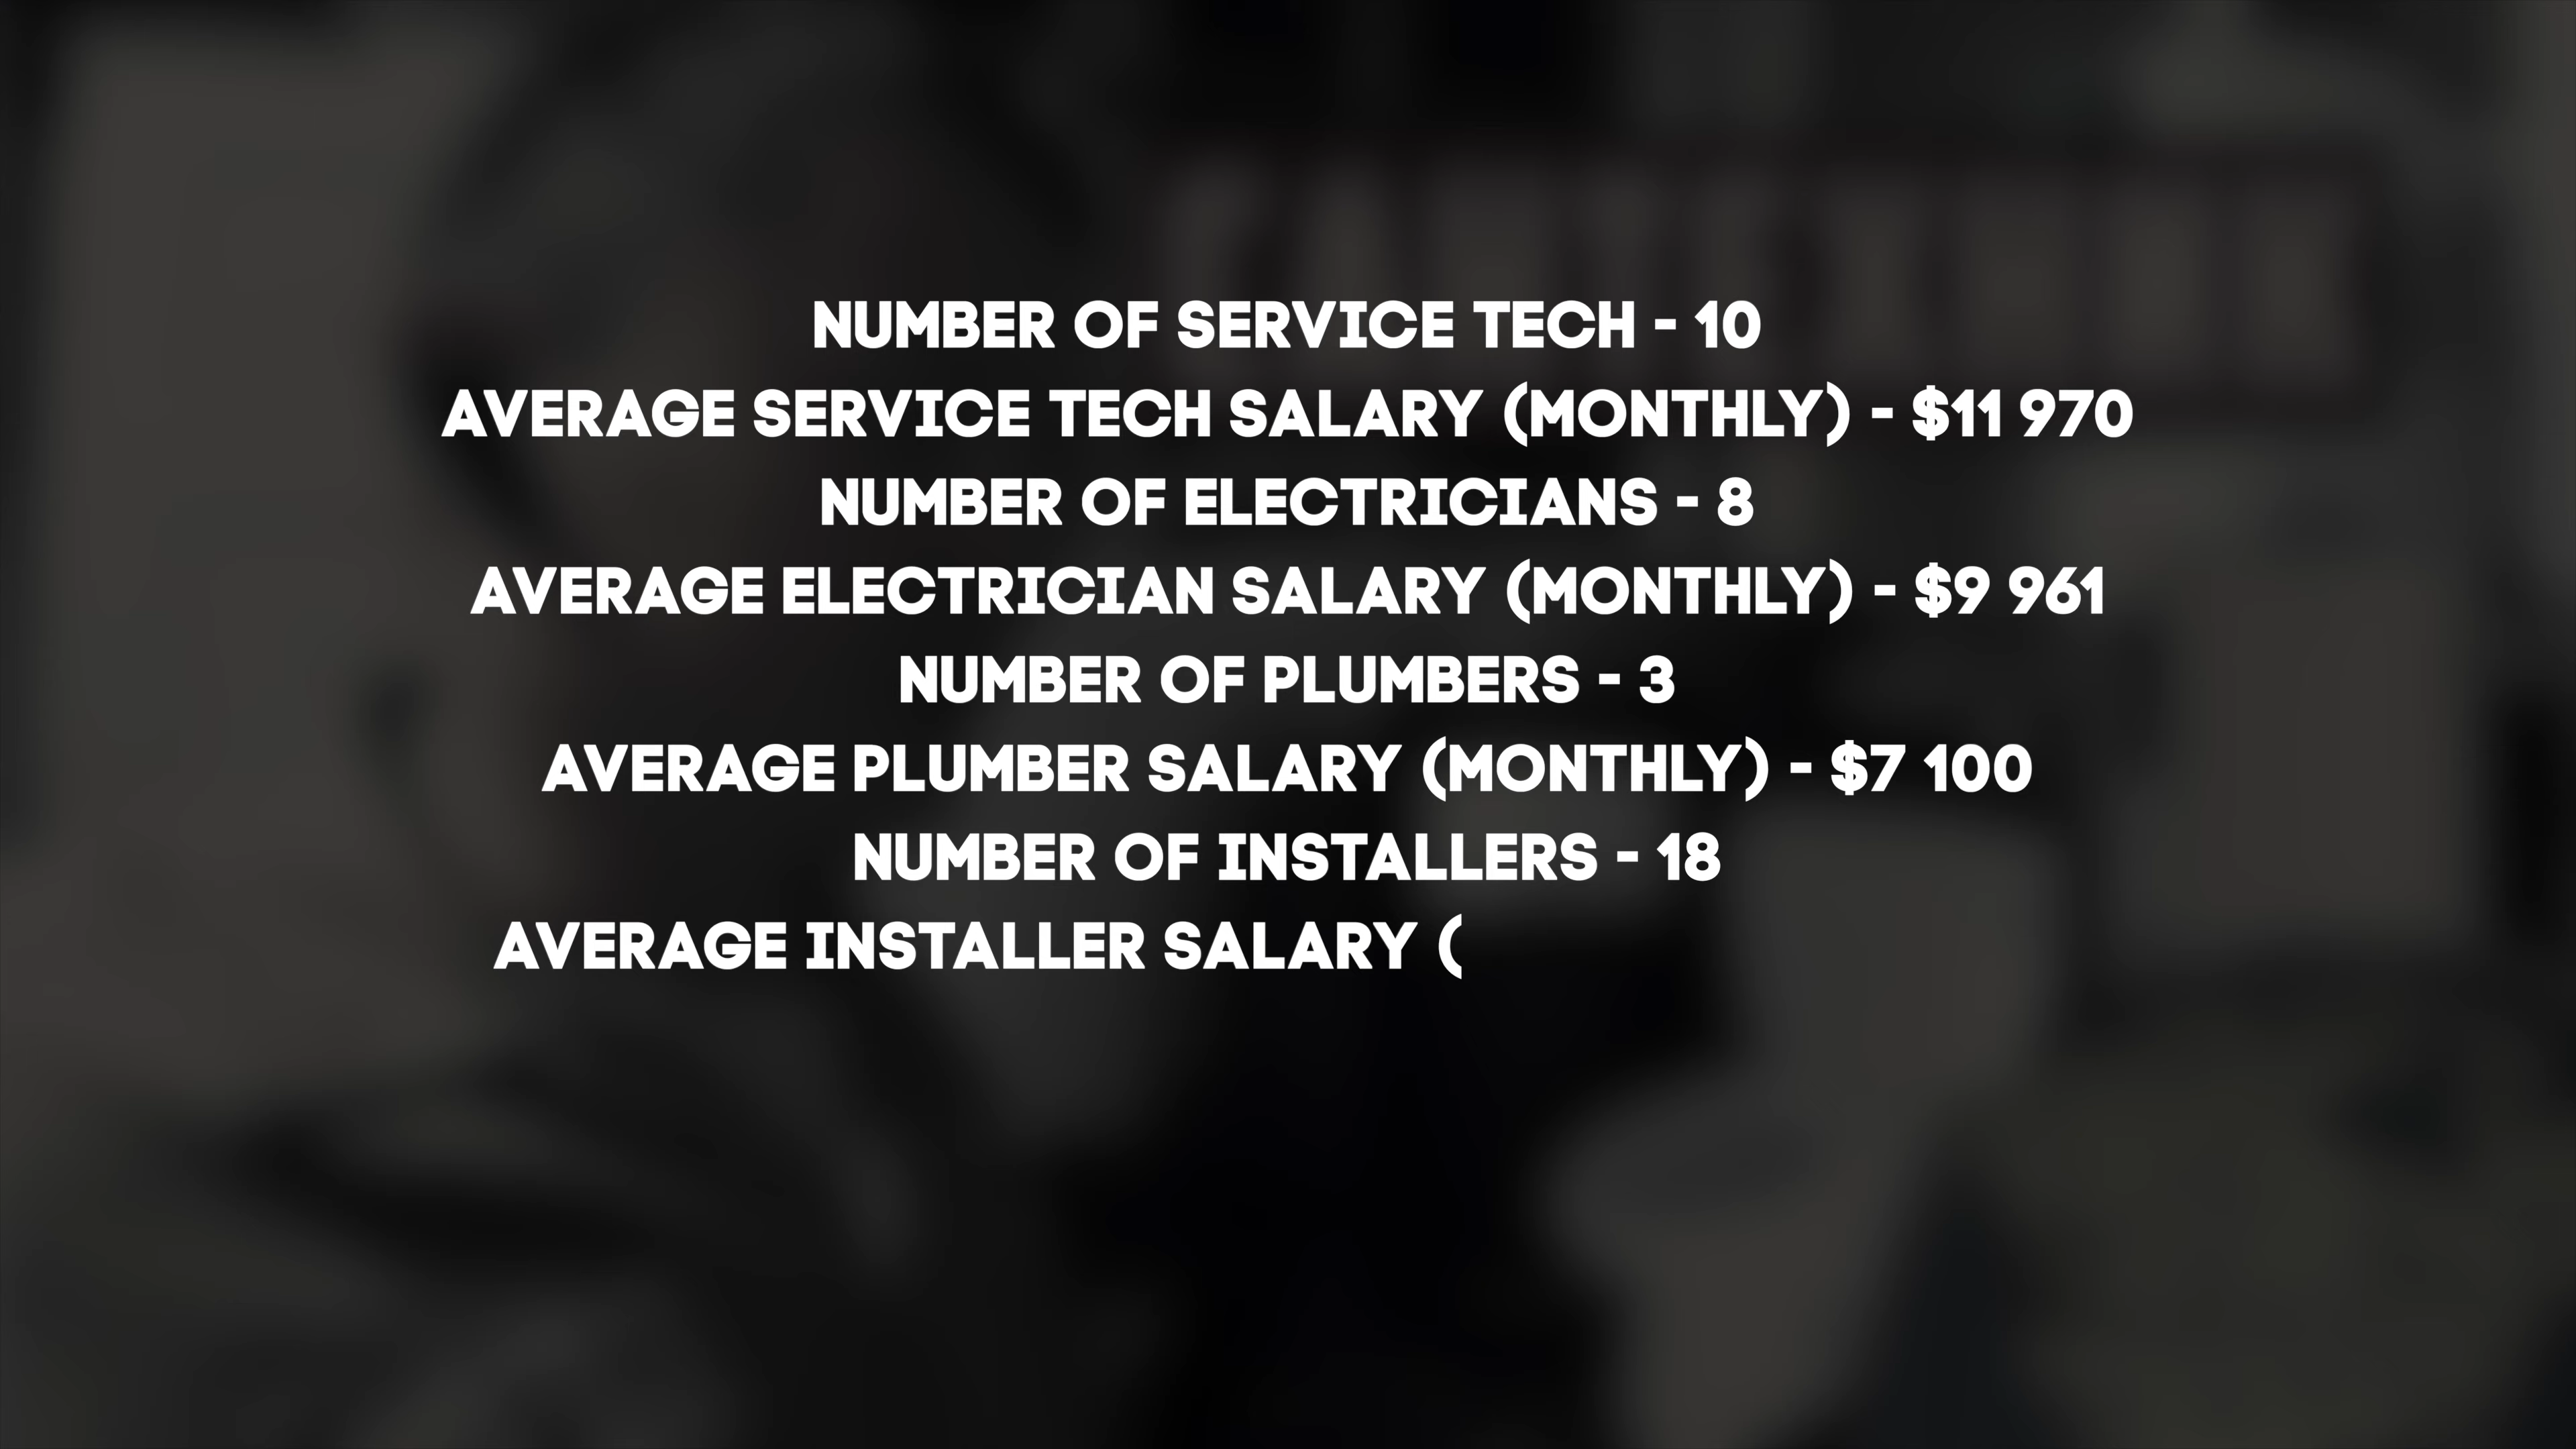 NUMBER OF SERVICE TECH - 10
AVERAGE SERVICE TECH SALARY (MONTHLY) - $11 970
NUMBER OF ELECTRICIANS - 8
AVERAGE ELECTRICIAN SALARY (MONTHLY) - $9 961
NUMBER OF PLUMBERS - 3
AVERAGE PLUMBER SALARY (MONTHLY) - $7 100
NUMBER OF INSTALLERS - 18
AVERAGE INSTALLER SALARY (